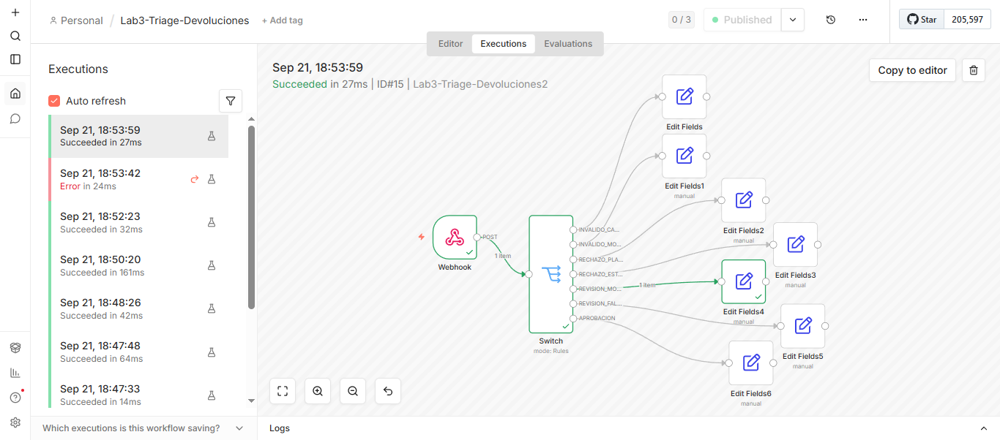 Personal / Lab3-Triage-Devoluciones + Add tag
0 / 3
Published
Star 205,597
Editor Executions Evaluations
Executions
Auto refresh
Sep 21, 18:53:59
Succeeded in 27ms
Sep 21, 18:53:42
Error in 24ms
Sep 21, 18:52:23
Succeeded in 32ms
Sep 21, 18:50:20
Succeeded in 161ms
Sep 21, 18:48:26
Succeeded in 42ms
Sep 21, 18:47:48
Succeeded in 64ms
Sep 21, 18:47:33
Succeeded in 14ms
Which executions is this workflow saving?
Sep 21, 18:53:59
Succeeded in 27ms | ID#15 | Lab3-Triage-Devoluciones2
Copy to editor
Webhook
POST
1 item
Switch
mode: Rules
INVALIDO_CA...
INVALIDO_MO...
RECHAZO_PLA...
RECHAZO_EST...
REVISION_MO...
REVISION_FAL...
APROBACION
1 item
Edit Fields
Edit Fields1
manual
Edit Fields2
manual
Edit Fields3
manual
Edit Fields4
manual
Edit Fields5
manual
Edit Fields6
manual
Logs